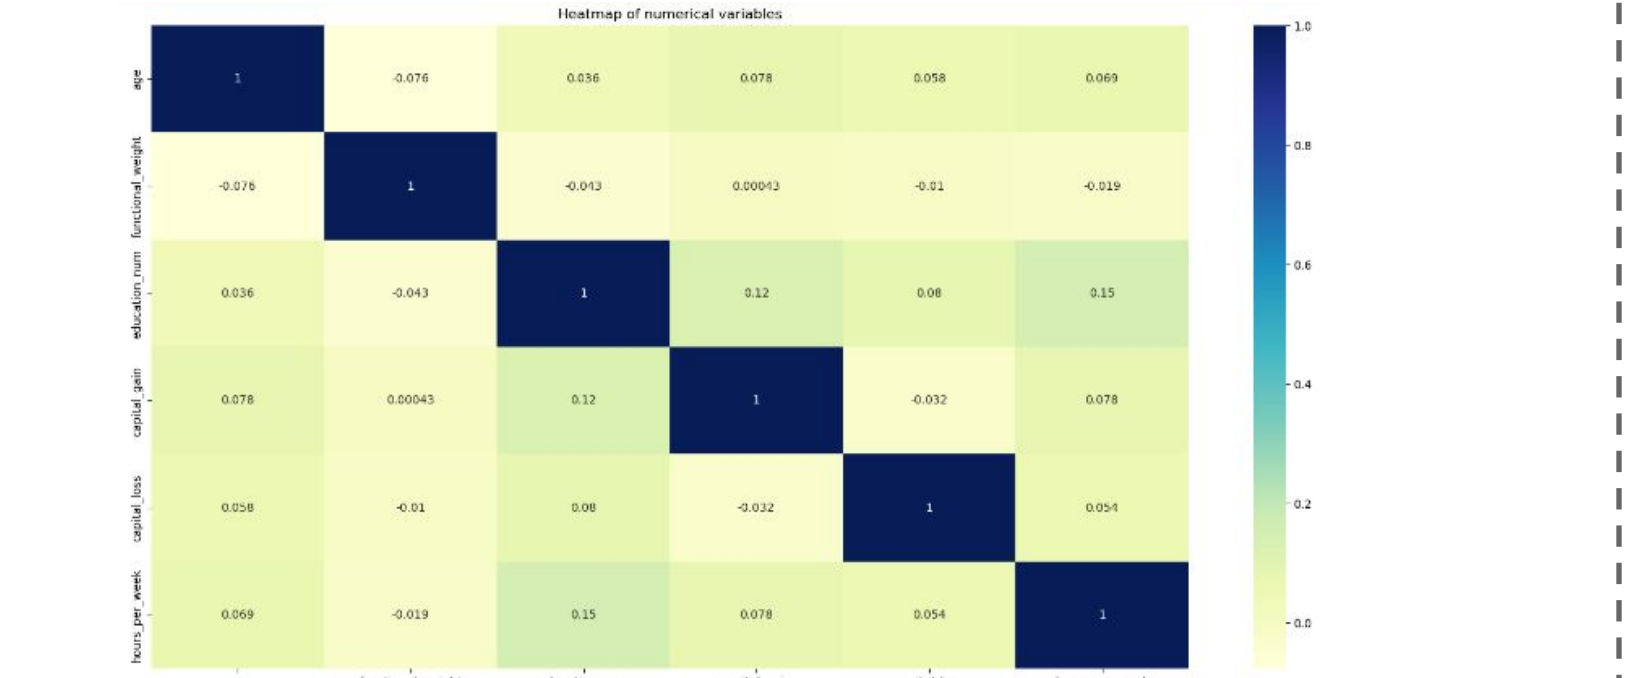 Heatmap of numerical variables
1.0
age
1 -0.076 0.036 0.078 0.058 0.069
0.8
functional_weight
-0.076 1 -0.043 0.00043 -0.01 -0.019
0.6
education_num
0.036 -0.043 1 0.12 0.08 0.15
0.4
capital_gain
0.078 0.00043 0.12 1 -0.032 0.078
0.2
capital_loss
0.058 -0.01 0.08 -0.032 1 0.054
hours_per_week
0.069 -0.019 0.15 0.078 0.054 1
0.0